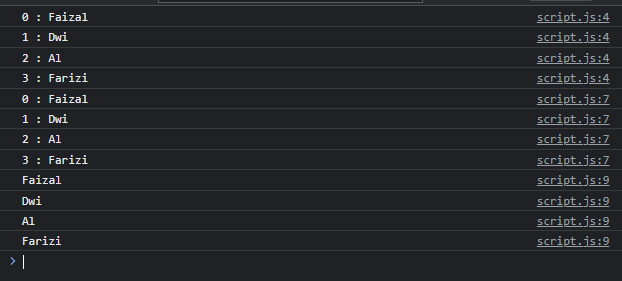 0 : Faizal script.js:4
1 : Dwi script.js:4
2 : Al script.js:4
3 : Farizi script.js:4
0 : Faizal script.js:7
1 : Dwi script.js:7
2 : Al script.js:7
3 : Farizi script.js:7
Faizal script.js:9
Dwi script.js:9
Al script.js:9
Farizi script.js:9
>